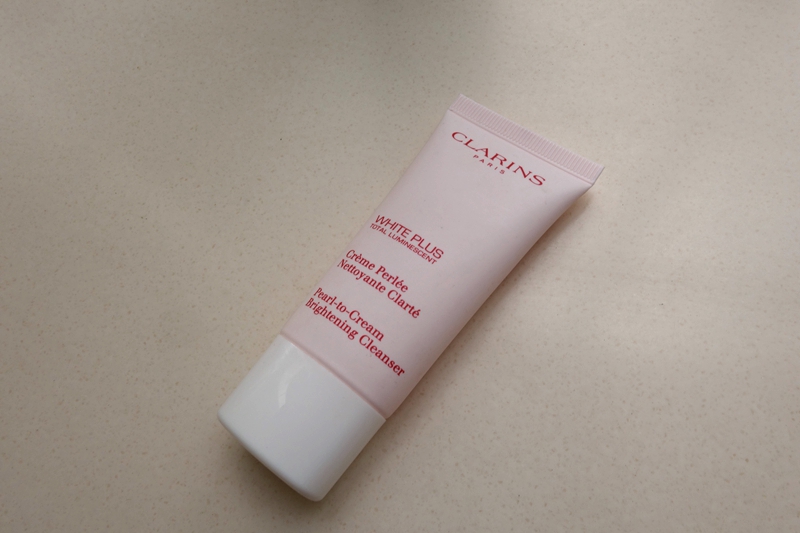 CLARINS
PARIS
WHITE PLUS
TOTAL LUMINESCENT
Crème Perlée
Nettoyante Clarté
Pearl-to-Cream
Brightening Cleanser